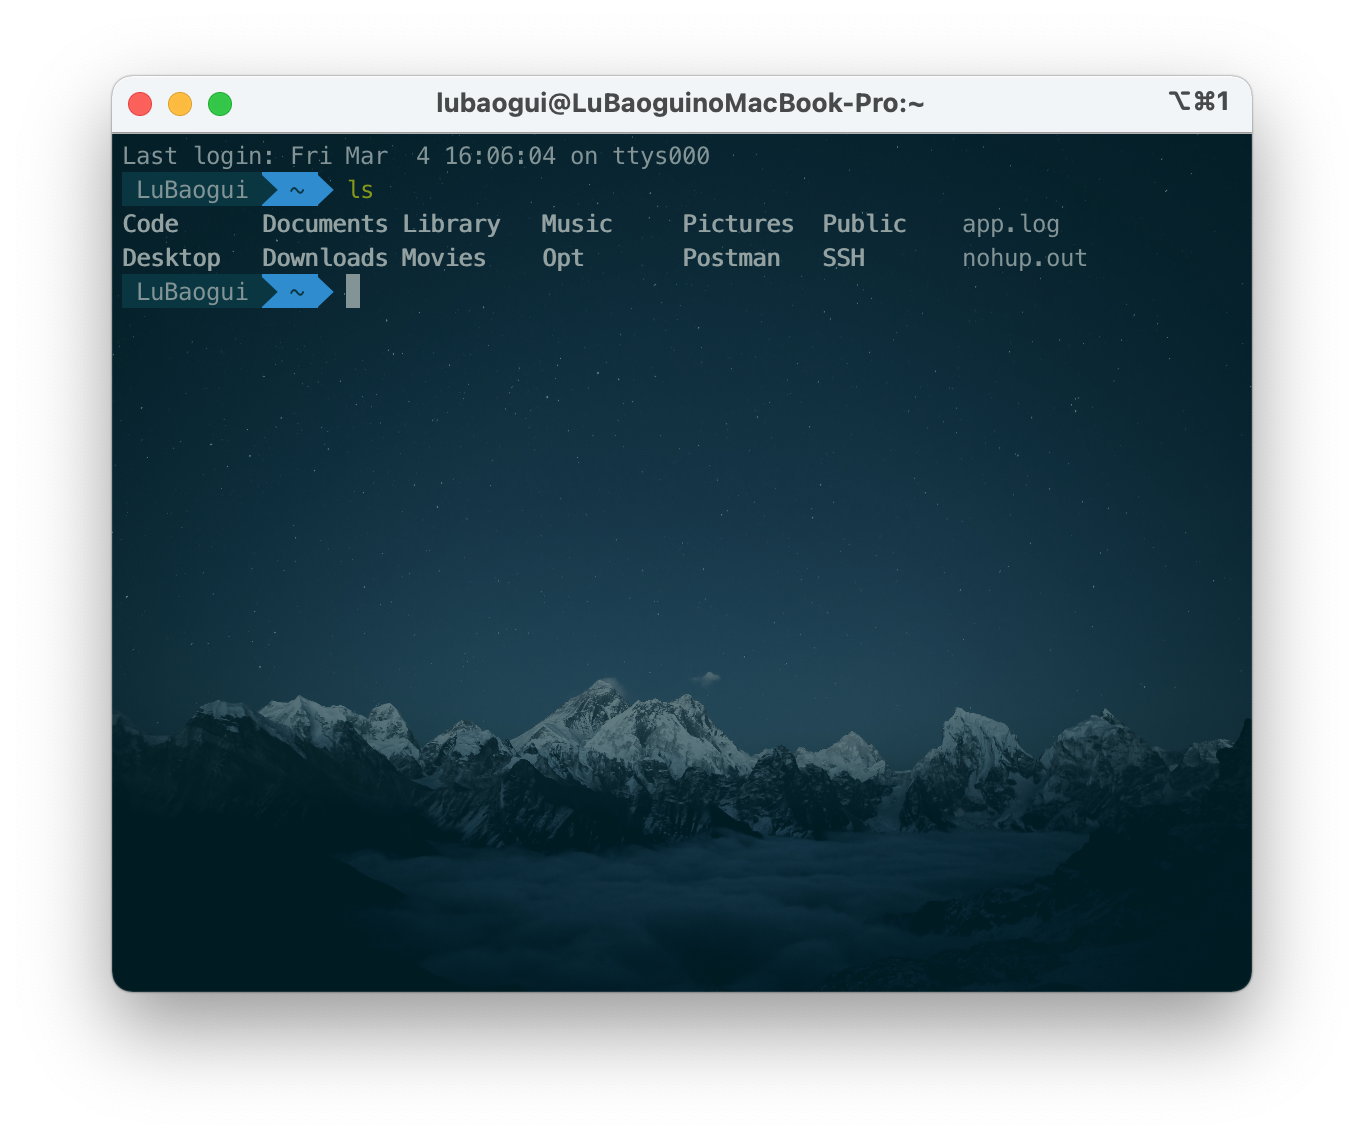 lubaogui@LuBaoguinoMacBook-Pro:~ ⌥⌘1
Last login: Fri Mar  4 16:06:04 on ttys000
LuBaogui ~ ls
Code Documents Library Music Pictures Public app.log
Desktop Downloads Movies Opt Postman SSH nohup.out
LuBaogui ~